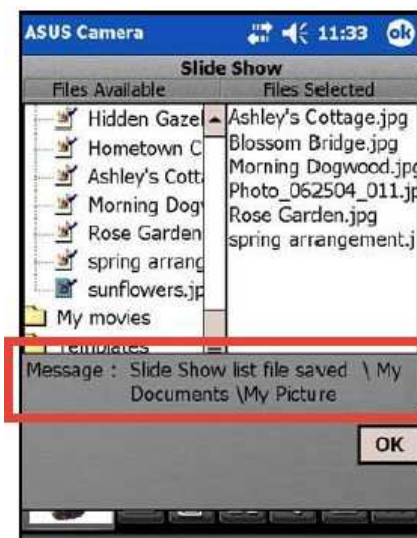 ASUS Camera 11:33 ok
Slide Show
Files Available Files Selected
Hidden Gaze
Hometown C
Ashley's Cott
Morning Dog
Rose Garden
spring arrang
sunflowers.jp
My movies
Templates
Ashley's Cottage.jpg
Blossom Bridge.jpg
Morning Dogwood.jpg
Photo_062504_011.jp
Rose Garden.jpg
spring arrangement.j
Message : Slide Show list file saved \ My
Documents \My Picture
OK